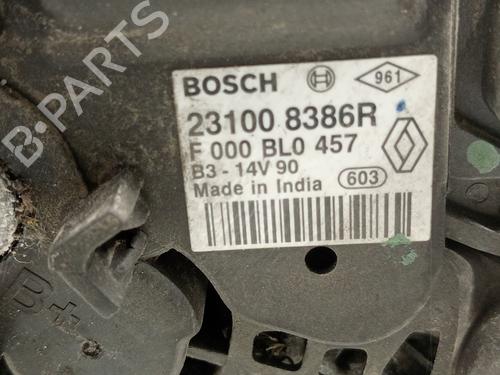 BOSCH 961
23100 8386R
F 000 BL0 457
B3 - 14V 90
Made in India 603
B+
B-PARTS